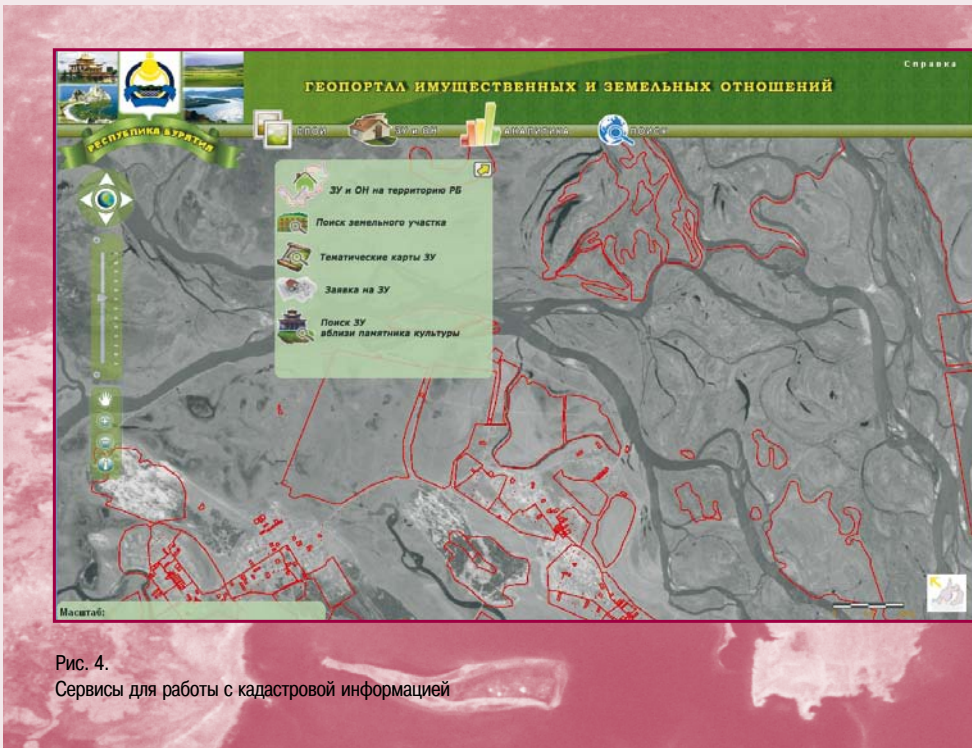 Справка
ГЕОПОРТАЛ ИМУЩЕСТВЕННЫХ И ЗЕМЕЛЬНЫХ ОТНОШЕНИЙ
РЕСПУБЛИКА БУРЯТИЯ
СЛОИ ЗУ и ОН АНАЛИТИКА ПОИСК
ЗУ и ОН на территорию РБ
Поиск земельного участка
Тематические карты ЗУ
Заявка на ЗУ
Поиск ЗУ
вблизи памятника культуры
Масштаб:
Рис. 4.
Сервисы для работы с кадастровой информацией